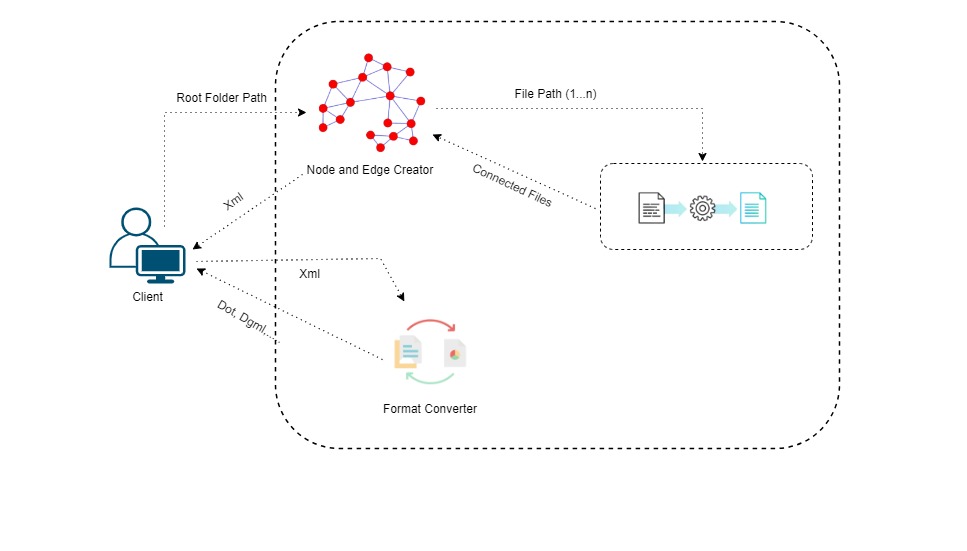 Root Folder Path
File Path (1...n)
Node and Edge Creator
Connected Files
Xml
Client
Xml
Dot, Dgml,....
Format Converter